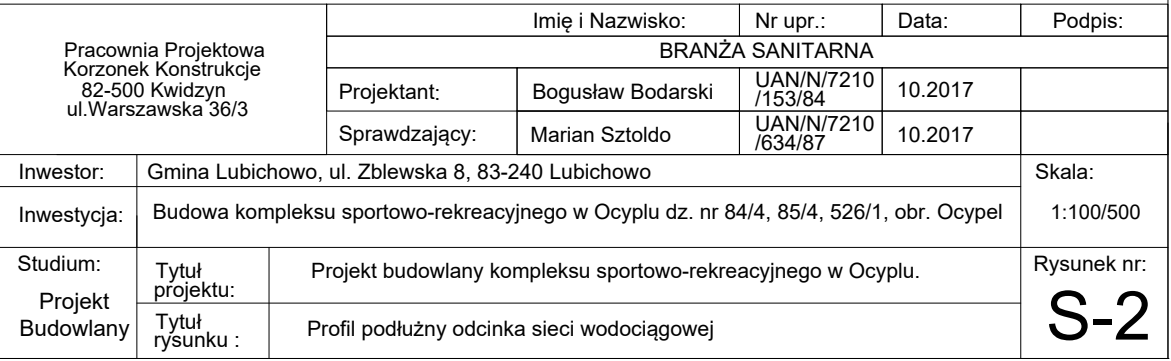 Pracownia Projektowa
Korzonek Konstrukcje
82-500 Kwidzyn
ul.Warszawska 36/3
Imię i Nazwisko: Nr upr.: Data: Podpis:
BRANŻA SANITARNA
Projektant: Bogusław Bodarski UAN/N/7210
/153/84 10.2017
Sprawdzający: Marian Sztoldo UAN/N/7210
/634/87 10.2017
Inwestor: Gmina Lubichowo, ul. Zblewska 8, 83-240 Lubichowo
Skala:
1:100/500
Inwestycja: Budowa kompleksu sportowo-rekreacyjnego w Ocyplu dz. nr 84/4, 85/4, 526/1, obr. Ocypel
Studium:
Projekt
Budowlany
Tytuł
projektu: Projekt budowlany kompleksu sportowo-rekreacyjnego w Ocyplu.
Tytuł
rysunku : Profil podłużny odcinka sieci wodociągowej
Rysunek nr:
S-2